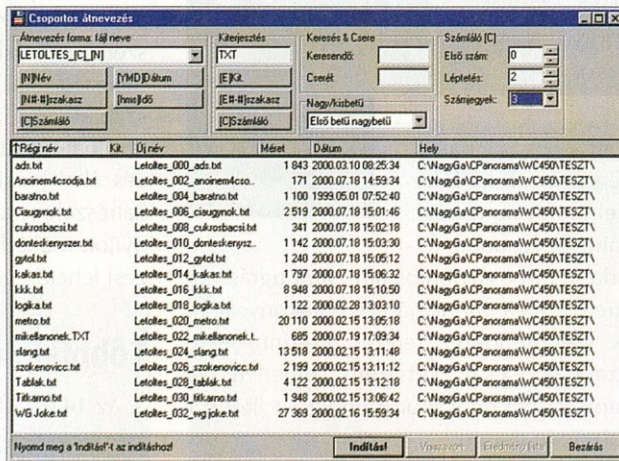 Csoportos átnevezés
Átnevezés forma: fájl neve
LETOLTES_[C]_[N]
[N]Név
[YMD]Dátum
[N#-#]szakasz
[hms]Idő
[C]Számláló
Kiterjesztés
TXT
[E]Kit.
[E#-#]szakasz
[C]Számláló
Keresés & Csere
Keresendő:
Cserét:
Nagy/kisbetű
Első betű nagybetű
Számláló [C]
Első szám: 0
Léptetés: 2
Számjegyek: 3
↑Régi név Kit. Új név Méret Dátum Hely
ads.txt Letoltes_000_ads.txt 1 843 2000.03.10 08:25:34 C:\NagyGa\CPanorama\WC450\TESZT\
Anoinem4csodja.txt Letoltes_002_anoinem4cso.. 171 2000.07.18 14:59:34 C:\NagyGa\CPanorama\WC450\TESZT\
baratno.txt Letoltes_004_baratno.txt 1 100 1999.05.01 07:52:40 C:\NagyGa\CPanorama\WC450\TESZT\
Ciaugynok.txt Letoltes_006_ciaugynok.txt 2 519 2000.07.18 15:01:46 C:\NagyGa\CPanorama\WC450\TESZT\
cukrosbacsi.txt Letoltes_008_cukrosbacsi.txt 341 2000.07.18 15:02:18 C:\NagyGa\CPanorama\WC450\TESZT\
donteskenyszer.txt Letoltes_010_donteskenysz.. 1 142 2000.07.18 15:03:30 C:\NagyGa\CPanorama\WC450\TESZT\
gytol.txt Letoltes_012_gytol.txt 1 240 2000.07.18 15:05:12 C:\NagyGa\CPanorama\WC450\TESZT\
kakas.txt Letoltes_014_kakas.txt 1 797 2000.07.18 15:06:32 C:\NagyGa\CPanorama\WC450\TESZT\
kkk.txt Letoltes_016_kkk.txt 8 948 2000.07.18 15:10:50 C:\NagyGa\CPanorama\WC450\TESZT\
logika.txt Letoltes_018_logika.txt 1 122 2000.02.28 13:03:10 C:\NagyGa\CPanorama\WC450\TESZT\
metro.txt Letoltes_020_metro.txt 20 110 2000.02.15 13:05:18 C:\NagyGa\CPanorama\WC450\TESZT\
mikellanonek.TXT Letoltes_022_mikellanonek.t.. 685 2000.07.19 17:09:34 C:\NagyGa\CPanorama\WC450\TESZT\
slang.txt Letoltes_024_slang.txt 13 518 2000.02.15 13:11:48 C:\NagyGa\CPanorama\WC450\TESZT\
szokenovicc.txt Letoltes_026_szokenovicc.txt 2 199 2000.02.15 13:11:12 C:\NagyGa\CPanorama\WC450\TESZT\
Tablak.txt Letoltes_028_tablak.txt 4 122 2000.02.15 13:12:18 C:\NagyGa\CPanorama\WC450\TESZT\
Titkarno.txt Letoltes_030_titkarno.txt 1 948 2000.02.15 13:06:42 C:\NagyGa\CPanorama\WC450\TESZT\
WG Joke.txt Letoltes_032_wg joke.txt 27 369 2000.02.16 15:59:34 C:\NagyGa\CPanorama\WC450\TESZT\
Nyomd meg a 'Indítás!'-t az indításhoz!
Indítás!
Visszavon
Eredmény lista
Bezárás